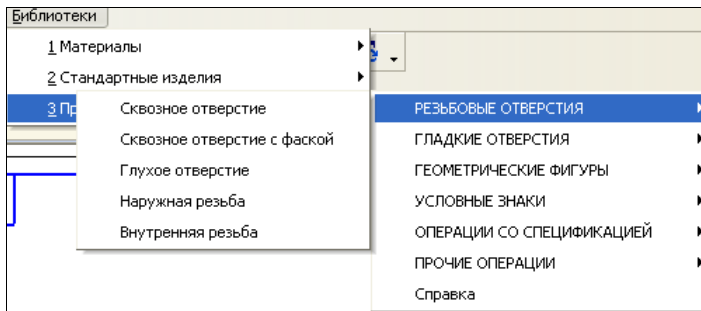 Библиотеки
1 Материалы
2 Стандартные изделия
3 Пр
Сквозное отверстие
Сквозное отверстие с фаской
Глухое отверстие
Наружная резьба
Внутренняя резьба
РЕЗЬБОВЫЕ ОТВЕРСТИЯ
ГЛАДКИЕ ОТВЕРСТИЯ
ГЕОМЕТРИЧЕСКИЕ ФИГУРЫ
УСЛОВНЫЕ ЗНАКИ
ОПЕРАЦИИ СО СПЕЦИФИКАЦИЕЙ
ПРОЧИЕ ОПЕРАЦИИ
Справка